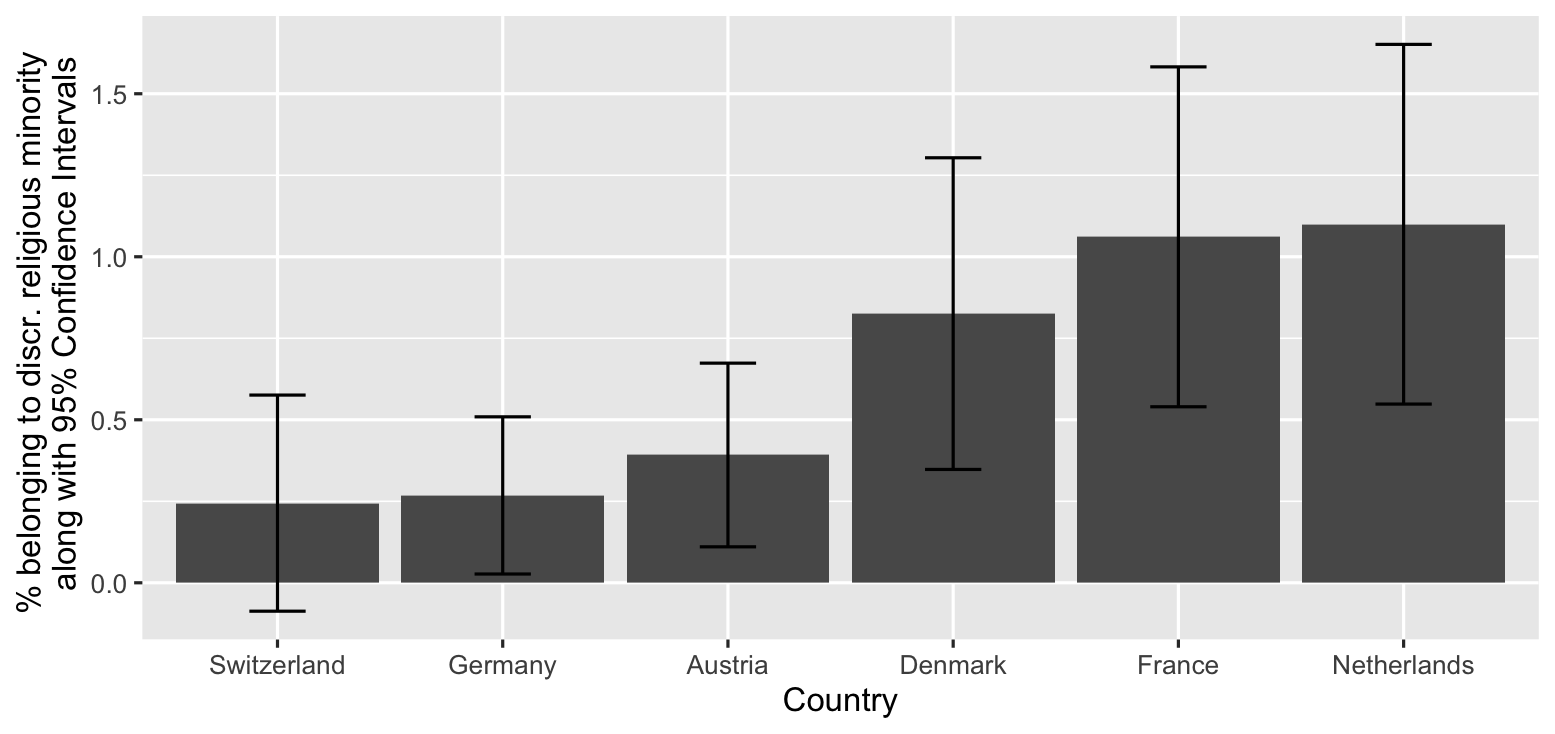 % belonging to discr. religious minority
along with 95% Confidence Intervals
1.5
1.0
0.5
0.0
Switzerland Germany Austria Denmark France Netherlands
Country